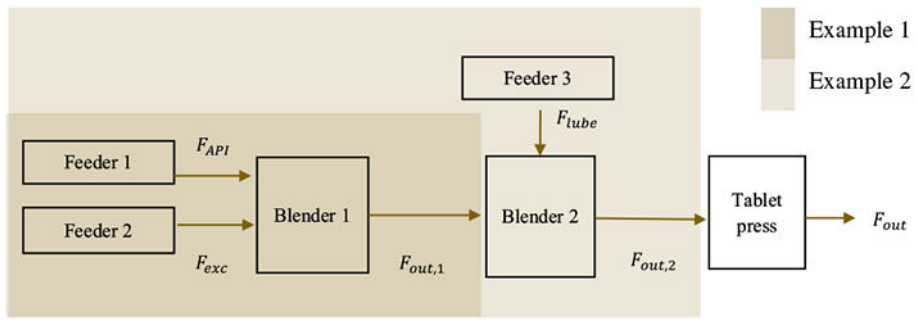 Example 1
Example 2
Feeder 3
F_lube
Feeder 1
F_API
Feeder 2
F_exc
Blender 1
F_out,1
Blender 2
F_out,2
Tablet
press
F_out